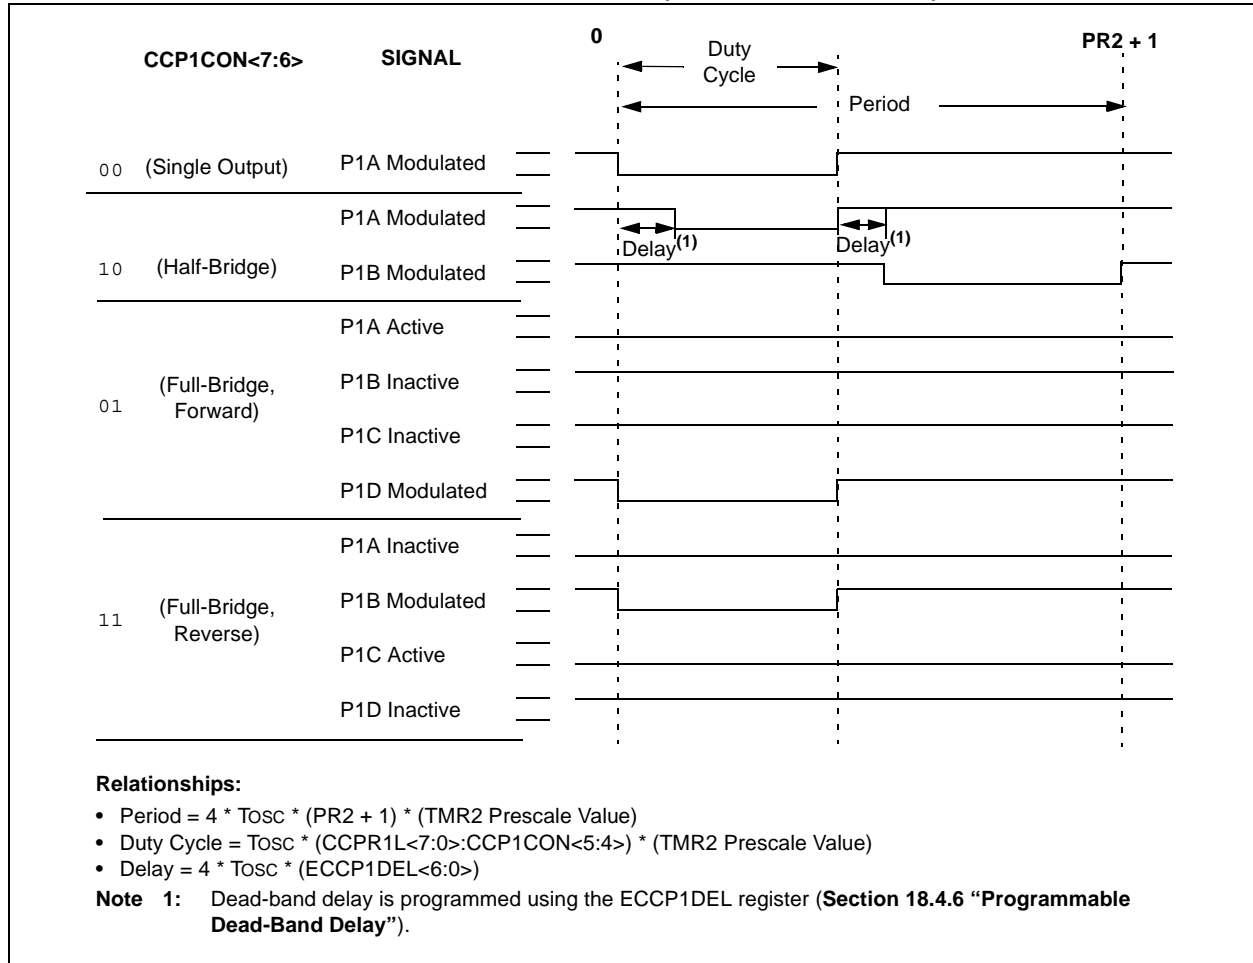 CCP1CON<7:6> SIGNAL 0 Duty Cycle PR2 + 1
Period
00 (Single Output) P1A Modulated
P1A Modulated
Delay(1) Delay(1)
10 (Half-Bridge) P1B Modulated
P1A Active
P1B Inactive
01 (Full-Bridge, Forward)
P1C Inactive
P1D Modulated
P1A Inactive
P1B Modulated
11 (Full-Bridge, Reverse)
P1C Active
P1D Inactive
Relationships:
• Period = 4 * TOSC * (PR2 + 1) * (TMR2 Prescale Value)
• Duty Cycle = TOSC * (CCPR1L<7:0>:CCP1CON<5:4>) * (TMR2 Prescale Value)
• Delay = 4 * TOSC * (ECCP1DEL<6:0>)
Note 1: Dead-band delay is programmed using the ECCP1DEL register (Section 18.4.6 “Programmable
Dead-Band Delay”).